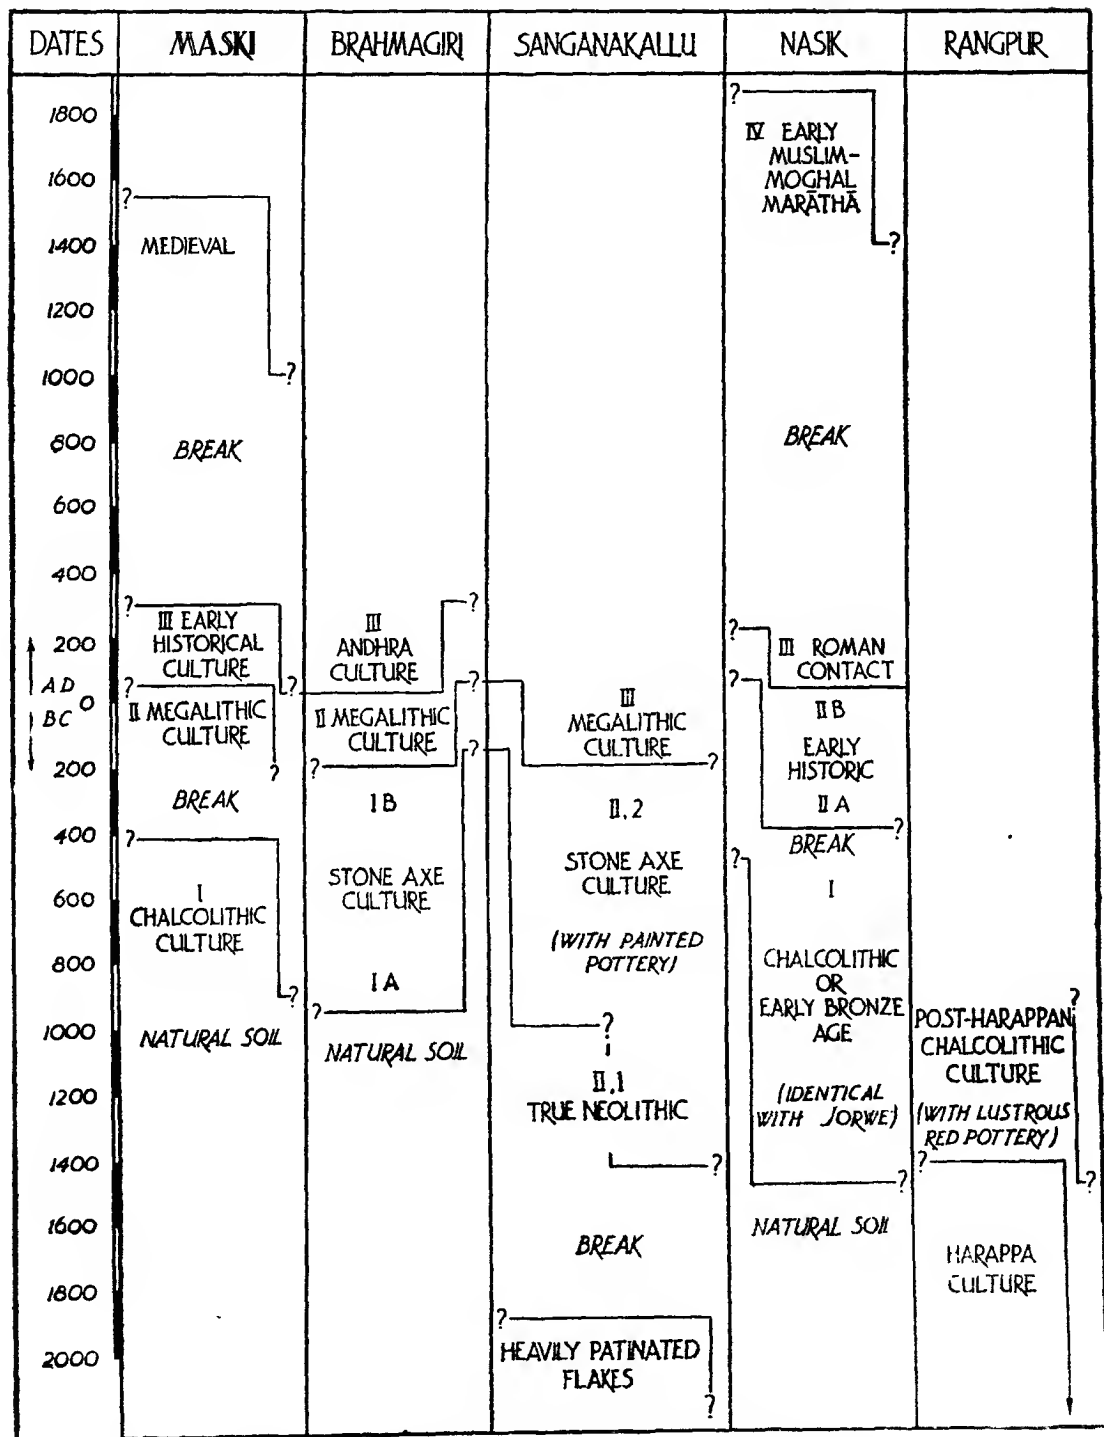 DATES
MASKI
BRAHMAGIRI
SANGANAKALLU
NASIK
RANGPUR
1800
1600
1400
1200
1000
800
600
400
200
AD
0
BC
200
400
600
800
1000
1200
1400
1600
1800
2000
?
MEDIEVAL
?
BREAK
?
III EARLY
HISTORICAL
CULTURE
?
?
II MEGALITHIC
CULTURE
?
BREAK
?
I
CHALCOLITHIC
CULTURE
?
NATURAL SOIL
?
III
ANDHRA
CULTURE
?
II MEGALITHIC
CULTURE
?
?
I B
STONE AXE
CULTURE
I A
?
NATURAL SOIL
III
MEGALITHIC
CULTURE
?
II.2
STONE AXE
CULTURE
(WITH PAINTED
POTTERY)
?
II.1
TRUE NEOLITHIC
?
BREAK
?
HEAVILY PATINATED
FLAKES
?
?
IV EARLY
MUSLIM-
MOGHAL
MARĀTHĀ
?
BREAK
?
III ROMAN
CONTACT
?
II B
EARLY
HISTORIC
II A
?
BREAK
?
I
CHALCOLITHIC
OR
EARLY BRONZE
AGE
(IDENTICAL
WITH JORWE)
?
NATURAL SOIL
?
POST-HARAPPAN
CHALCOLITHIC
CULTURE
(WITH LUSTROUS
RED POTTERY)
?
?
HARAPPA
CULTURE